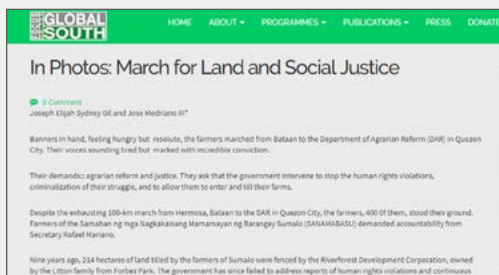 FOCUS ON THE
GLOBAL
SOUTH
HOME ABOUT PROGRAMMES PUBLICATIONS PRESS DONATE
In Photos: March for Land and Social Justice
0 Comment
Joseph Elijah Sydney Gil and Jose Medriano III*
Banners in hand, feeling hungry but resolute, the farmers marched from Bataan to the Department of Agrarian Reform (DAR) in Quezon
City. Their voices sounding tired but marked with incredible conviction.
Their demands: agrarian reform and justice. They ask that the government intervene to stop the human rights violations,
criminalization of their struggle, and to allow them to enter and till their farms.
Despite the exhausting 100-km march from Hermosa, Bataan to the DAR in Quezon City, the farmers, 400 0f them, stood their ground.
Farmers of the Samahan ng mga Nagkakaisang Mamamayan ng Barangay Sumalo (SANAMABASU) demanded accountability from
Secretary Rafael Mariano.
Nine years ago, 214 hectares of land tilled by the farmers of Sumalo were fenced by the Riverforest Development Corporation, owned
by the Litton family from Forbes Park. The government has since failed to address reports of human rights violations and continuous